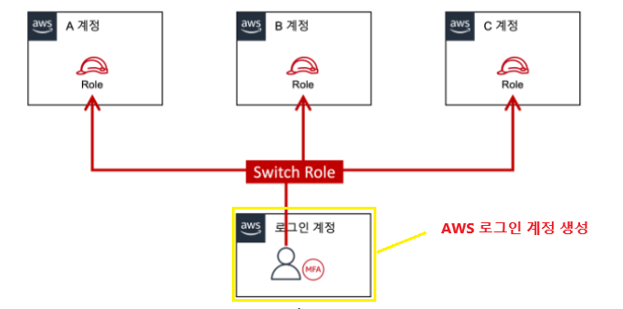 aws A 계정
Role
aws B 계정
Role
aws C 계정
Role
Switch Role
aws 로그인 계정
MFA
AWS 로그인 계정 생성